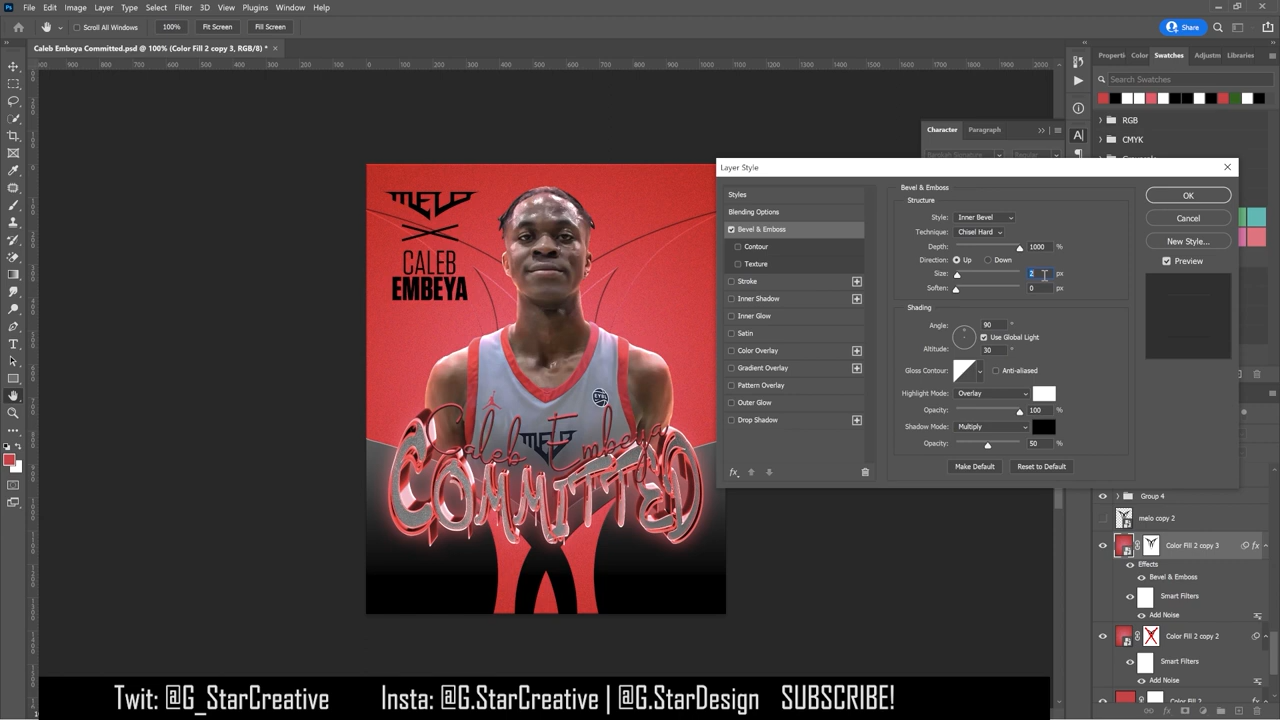 File Edit Image Layer Type Select Filter 3D View Plugins Window Help
Scroll All Windows 100% Fit Screen Fill Screen Share
Caleb Embeya Committed.psd @ 100% (Color Fill 2 copy 3, RGB/8) *
Color Swatches Libraries
Search Swatches
RGB
CMYK
Character Paragraph
Layer Style
Styles
Blending Options
Bevel & Emboss
Contour
Texture
Stroke
Inner Shadow
Inner Glow
Satin
Color Overlay
Gradient Overlay
Pattern Overlay
Outer Glow
Drop Shadow
fx
Bevel & Emboss
Structure
Style: Inner Bevel
Technique: Chisel Hard
Depth: 1000 %
Direction: Up Down
Size: 2 px
Soften: 0 px
Shading
Angle: 90 °
Use Global Light
Altitude: 30 °
Gloss Contour: Anti-aliased
Highlight Mode: Overlay
Opacity: 100 %
Shadow Mode: Multiply
Opacity: 50 %
Make Default Reset to Default
OK
Cancel
New Style...
Preview
MELO
X
CALEB
EMBEYA
Caleb Embeya
MELO
COMMITTED
Group 4
melo copy 2
Color Fill 2 copy 3 fx
Effects
Bevel & Emboss
Smart Filters
Add Noise
Color Fill 2 copy 2
Smart Filters
Add Noise
Color Fill 2
Twit: @G_StarCreative Insta: @G.StarCreative | @G.StarDesign SUBSCRIBE!